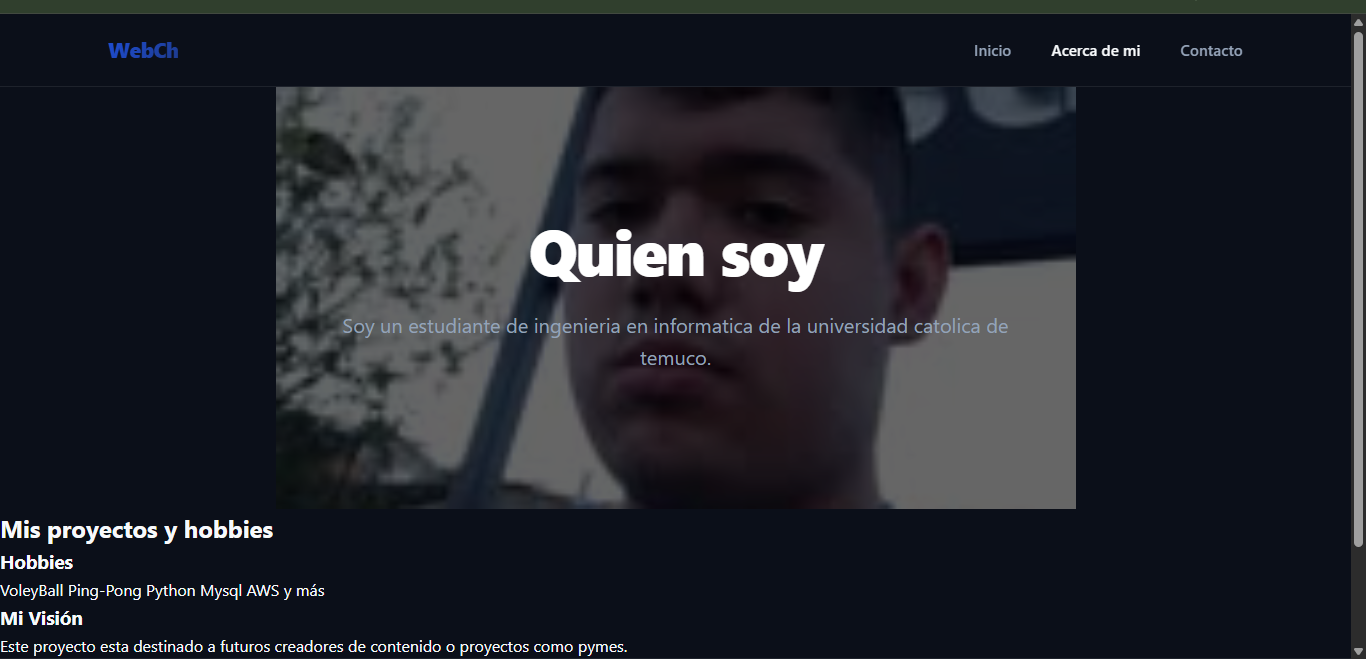 WebCh
Inicio Acerca de mi Contacto
Quien soy
Soy un estudiante de ingenieria en informatica de la universidad catolica de
temuco.
Mis proyectos y hobbies
Hobbies
VoleyBall Ping-Pong Python Mysql AWS y más
Mi Visión
Este proyecto esta destinado a futuros creadores de contenido o proyectos como pymes.